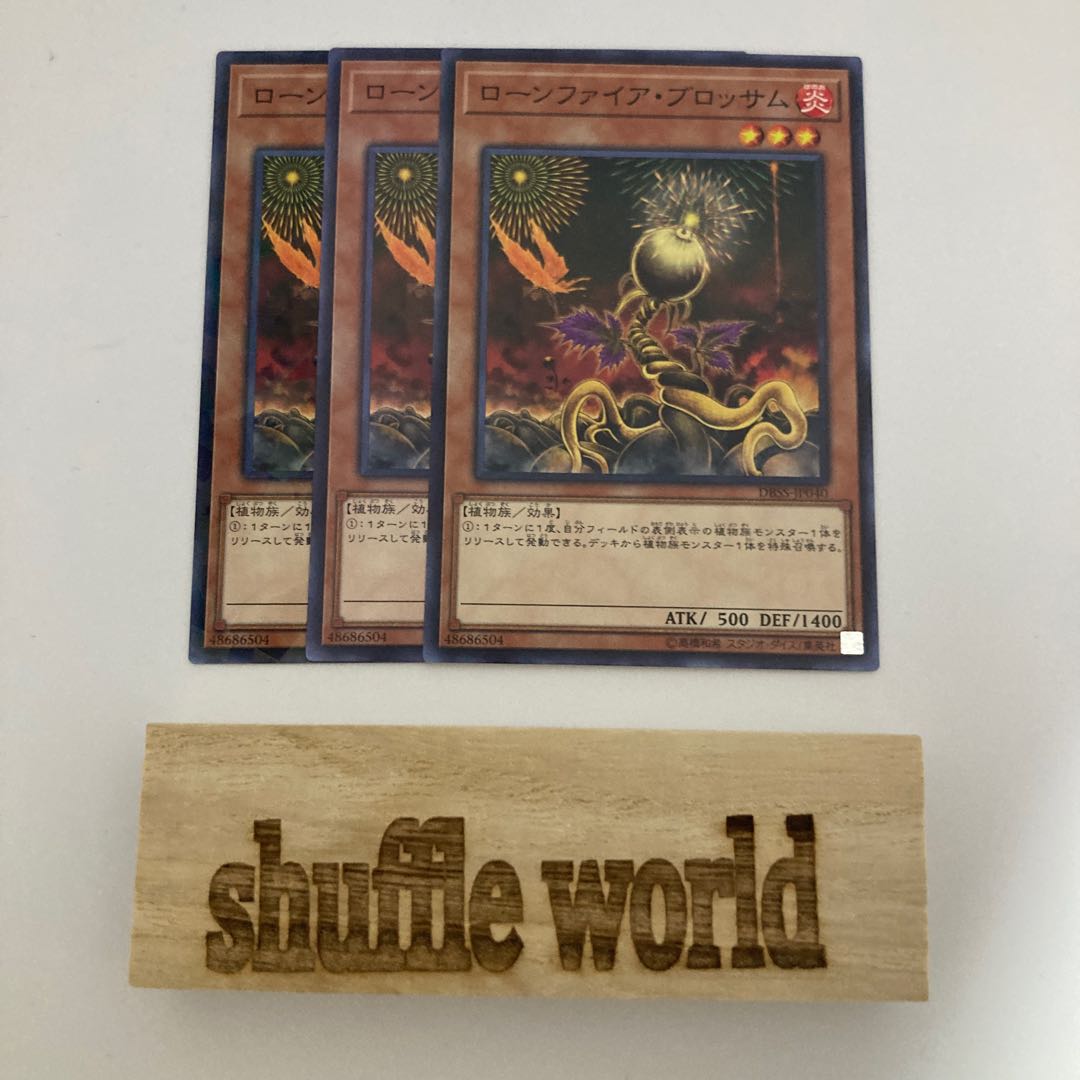 ローン
ローン
ローンファイア・ブロッサム
炎
DBSS-JP040
【植物族／効
①：1ターンに1
リリースして発動
48686504
【植物族／効
①：1ターンに
リリースして発動
48686504
【植物族／効果】
①：1ターンに1度、自分フィールドの表側表示の植物族モンスター1体を
リリースして発動できる。デッキから植物族モンスター1体を特殊召喚する。
ATK/ 500 DEF/1400
48686504
©高橋和希 スタジオ・ダイス/集英社
shuffle world